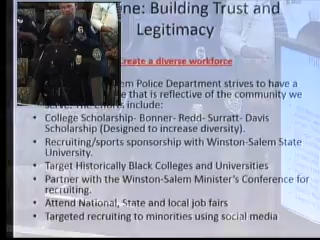 ne: Building Trust and
Legitimacy
Create a diverse workforce
em Police Department strives to have a
e that is reflective of the community we
include:
• College Scholarship- Bonner- Redd- Surratt- Davis
Scholarship (Designed to increase diversity).
• Recruiting/sports sponsorship with Winston-Salem State
University.
• Target Historically Black Colleges and Universities
• Partner with the Winston-Salem Minister's Conference for
recruiting.
• Attend National, State and local job fairs
• Targeted recruiting to minorities using social media